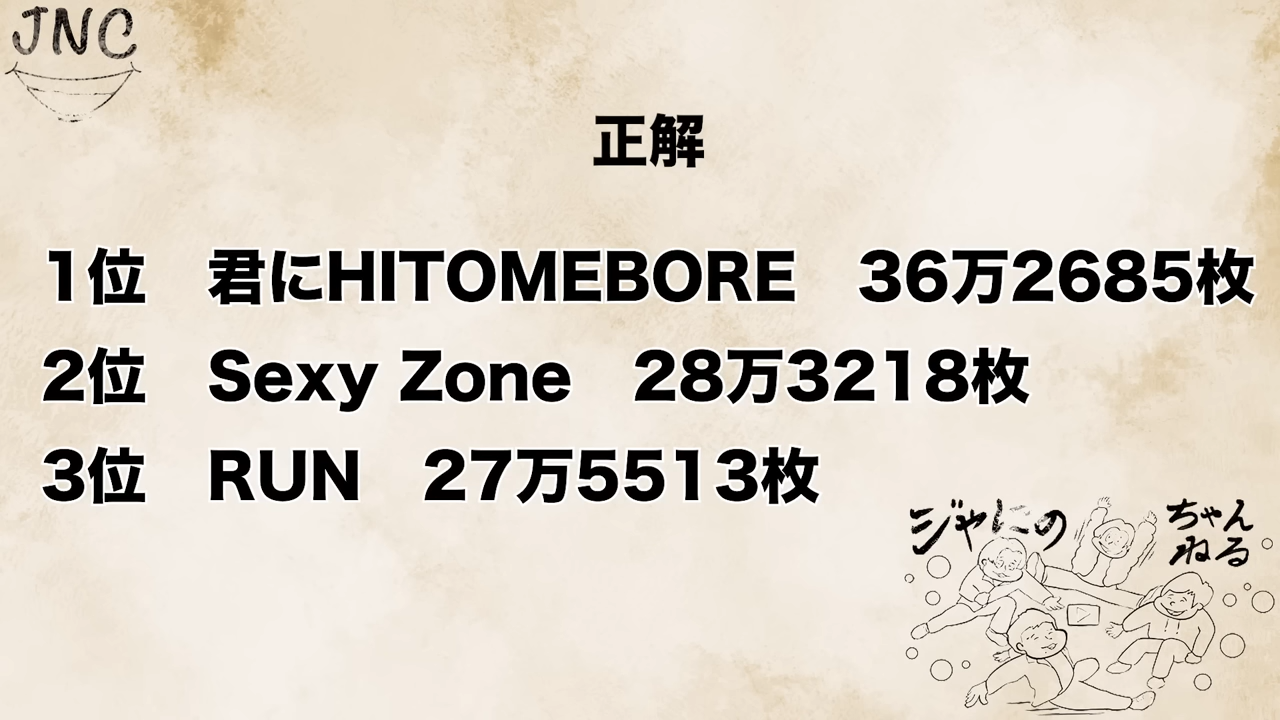 JNC
正解
1位　君にHITOMEBORE　36万2685枚
2位　Sexy Zone　28万3218枚
3位　RUN　27万5513枚
ジャにの
ちゃん
ねる